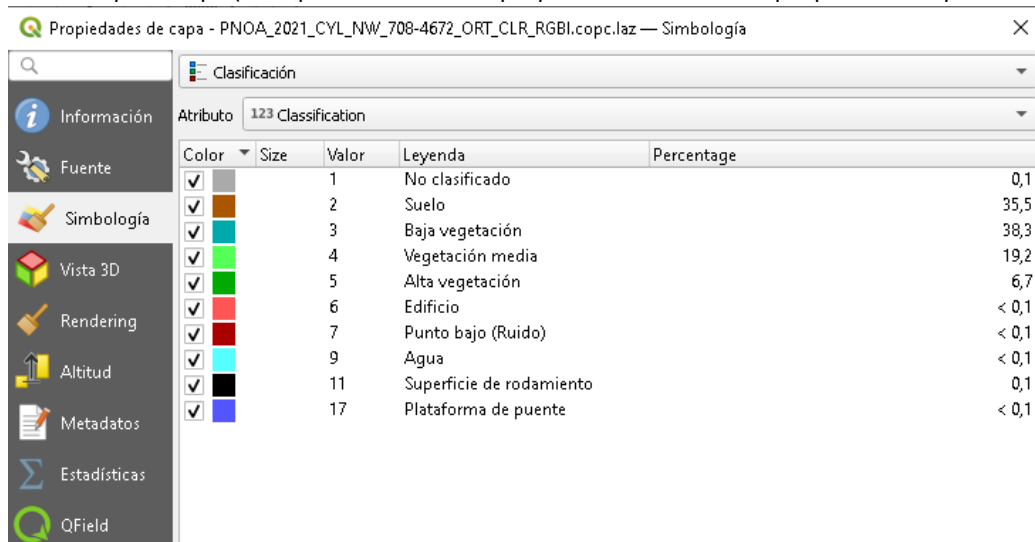 Propiedades de capa - PNOA_2021_CYL_NW_708-4672_ORT_CLR_RGBI.copc.laz — Simbología
Clasificación
Información
Atributo 123 Classification
Color Size Valor Leyenda Percentage
Fuente
1 No clasificado 0,1
2 Suelo 35,5
Simbología
3 Baja vegetación 38,3
4 Vegetación media 19,2
Vista 3D
5 Alta vegetación 6,7
6 Edificio < 0,1
Rendering
7 Punto bajo (Ruido) < 0,1
9 Agua < 0,1
Altitud
11 Superficie de rodamiento 0,1
17 Plataforma de puente < 0,1
Metadatos
Estadísticas
QField